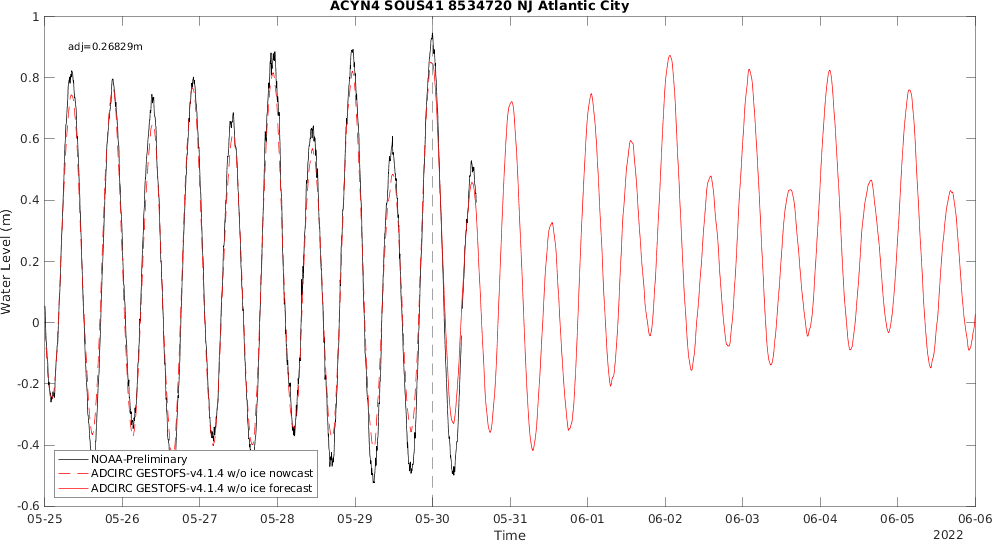 ACYN4 SOUS41 8534720 NJ Atlantic City
adj=0.26829m
1
0.8
0.6
0.4
0.2
0
-0.2
-0.4
-0.6
Water Level (m)
NOAA-Preliminary
ADCIRC GESTOFS-v4.1.4 w/o ice nowcast
ADCIRC GESTOFS-v4.1.4 w/o ice forecast
05-25 05-26 05-27 05-28 05-29 05-30 05-31 06-01 06-02 06-03 06-04 06-05 06-06
Time
2022